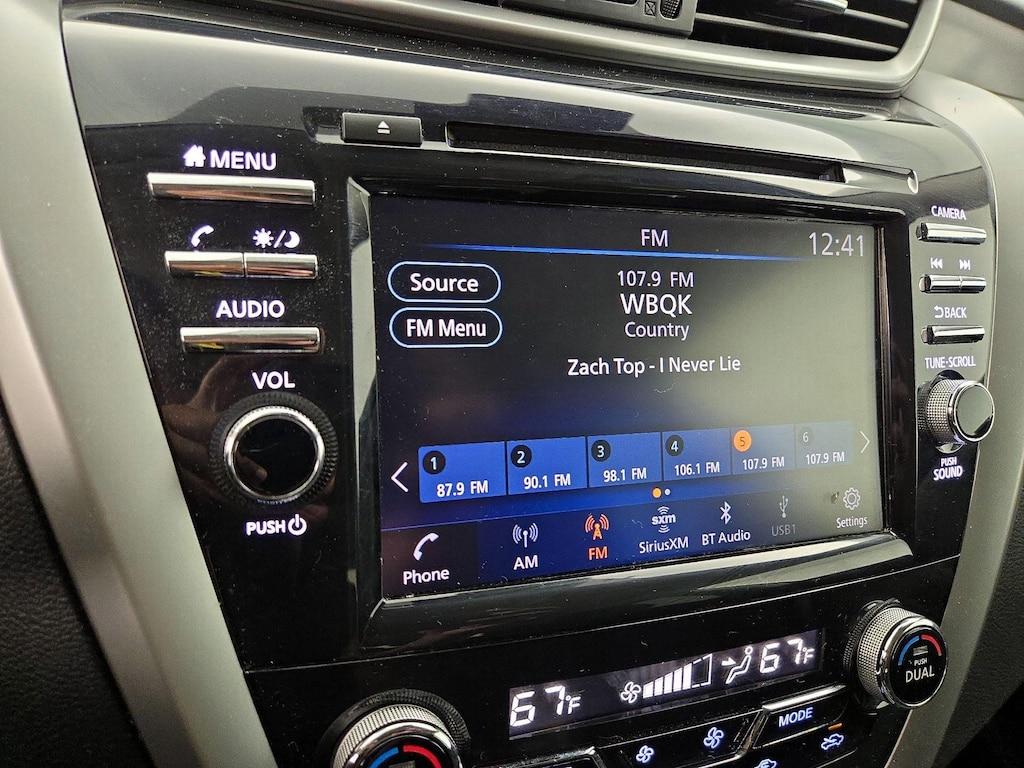 MENU
AUDIO
VOL
PUSH
FM
12:41
Source
FM Menu
107.9 FM
WBQK
Country
Zach Top - I Never Lie
1 87.9 FM
2 90.1 FM
3 98.1 FM
4 106.1 FM
5 107.9 FM
6 107.9 FM
Phone
AM
FM
sxm
SiriusXM
BT Audio
USB1
Settings
CAMERA
BACK
TUNE·SCROLL
PUSH
SOUND
67°F
67°F
PUSH
DUAL
MODE